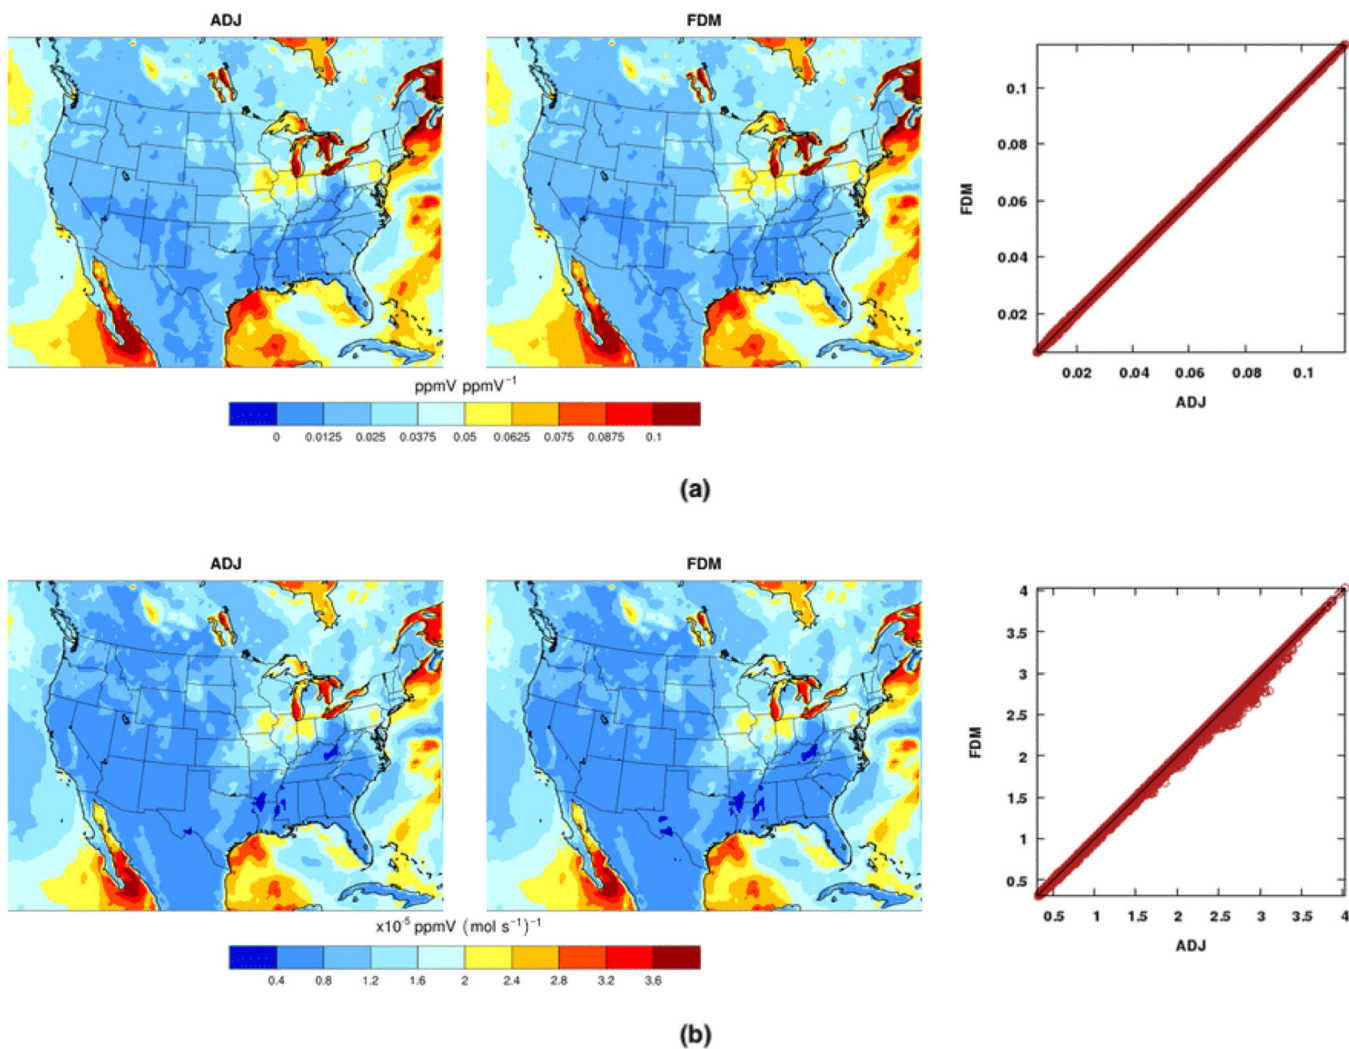 ADJ
FDM
0.1
0.08
0.06
0.04
0.02
FDM
0.02 0.04 0.06 0.08 0.1
ADJ
ppmV ppmV⁻¹
0 0.0125 0.025 0.0375 0.05 0.0625 0.075 0.0875 0.1
(a)
ADJ
FDM
4
3.5
3
2.5
2
1.5
1
0.5
FDM
0.5 1 1.5 2 2.5 3 3.5 4
ADJ
x10⁻⁵ ppmV (mol s⁻¹)⁻¹
0.4 0.8 1.2 1.6 2 2.4 2.8 3.2 3.6
(b)